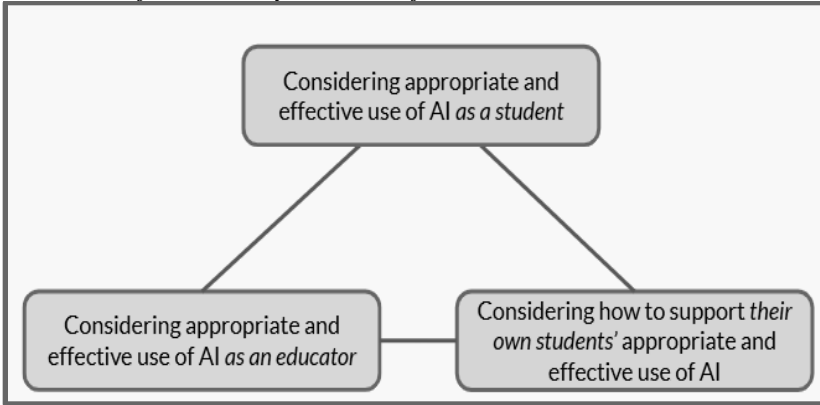 Considering appropriate and
effective use of AI as a student
Considering appropriate and
effective use of AI as an educator
Considering how to support their
own students’ appropriate and
effective use of AI